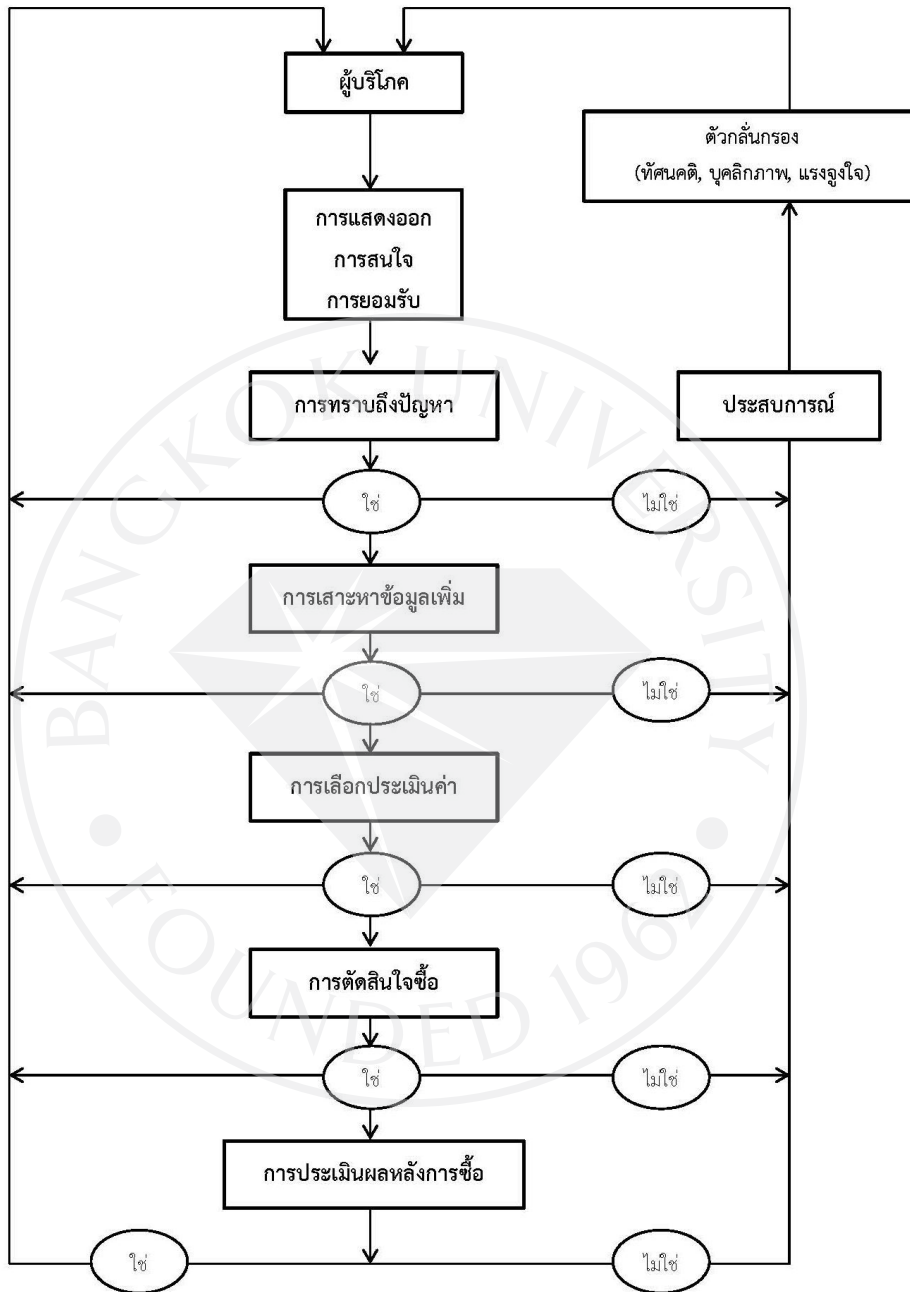 ผู้บริโภค
ตัวกลั่นกรอง
(ทัศนคติ, บุคลิกภาพ, แรงจูงใจ)
การแสดงออก
การสนใจ
การยอมรับ
การทราบถึงปัญหา
ประสบการณ์
ใช่
ไม่ใช่
การเสาะหาข้อมูลเพิ่ม
ใช่
ไม่ใช่
การเลือกประเมินค่า
ใช่
ไม่ใช่
การตัดสินใจซื้อ
ใช่
ไม่ใช่
การประเมินผลหลังการซื้อ
ใช่
ไม่ใช่
BANGKOK UNIVERSITY
FOUNDED 1962